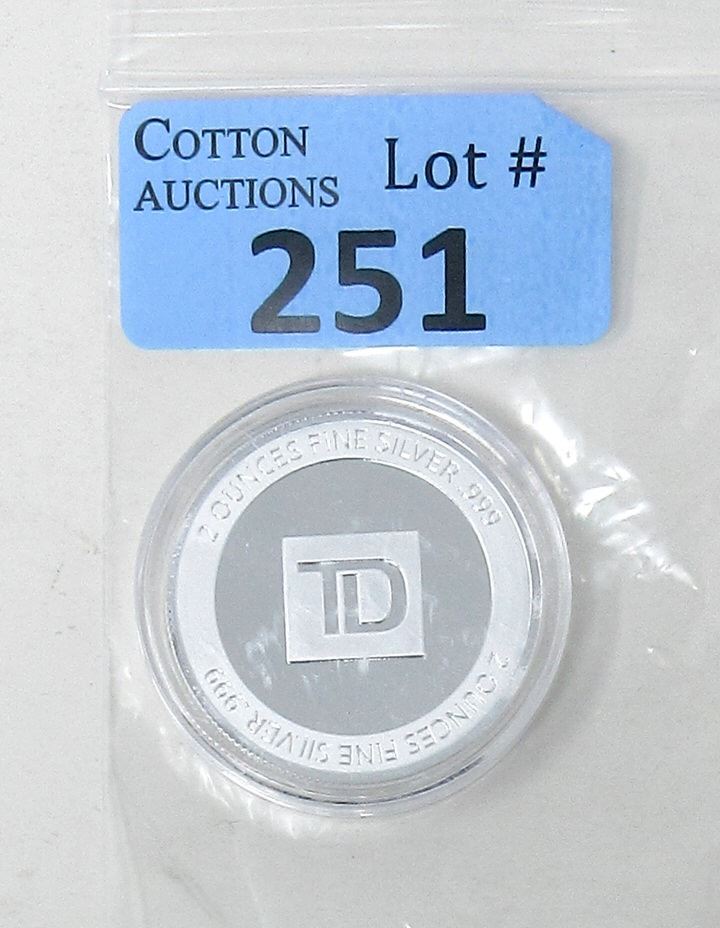 COTTON
AUCTIONS
Lot #
251
2 OUNCES FINE SILVER .999
TD
2 OUNCES FINE SILVER .999